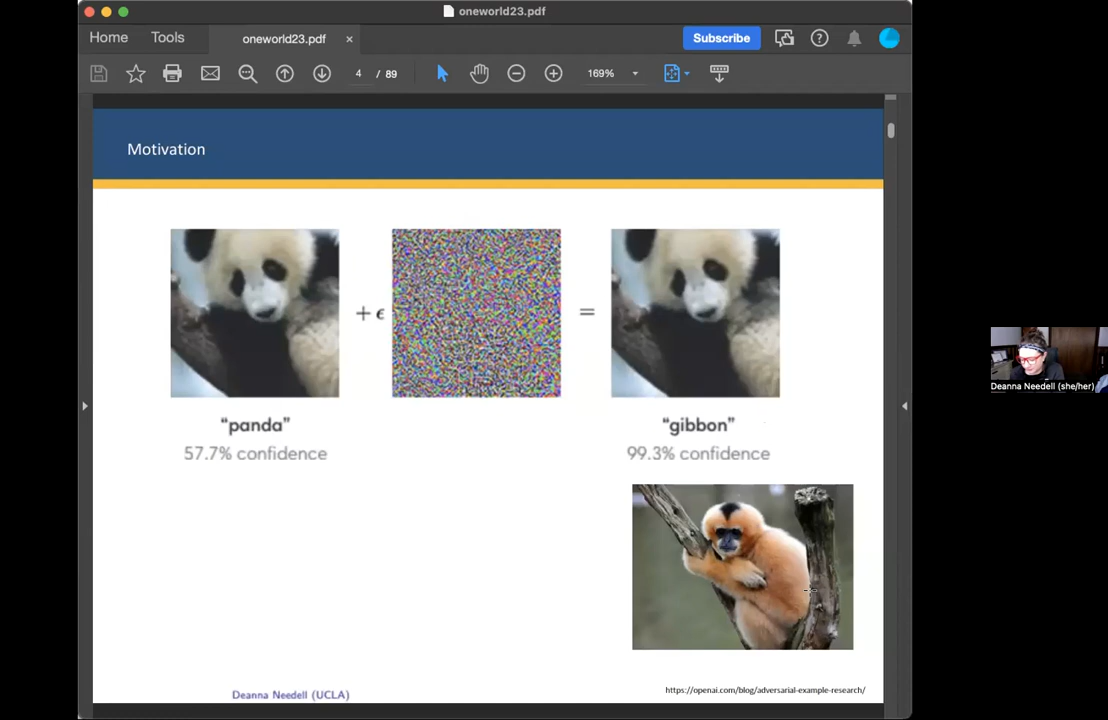 oneworld23.pdf
Home
Tools
oneworld23.pdf
×
Subscribe
4 / 89
169%
Motivation
+ ϵ
=
“panda”
57.7% confidence
“gibbon”
99.3% confidence
Deanna Needell (UCLA)
https://openai.com/blog/adversarial-example-research/
Deanna Needell (she/her)